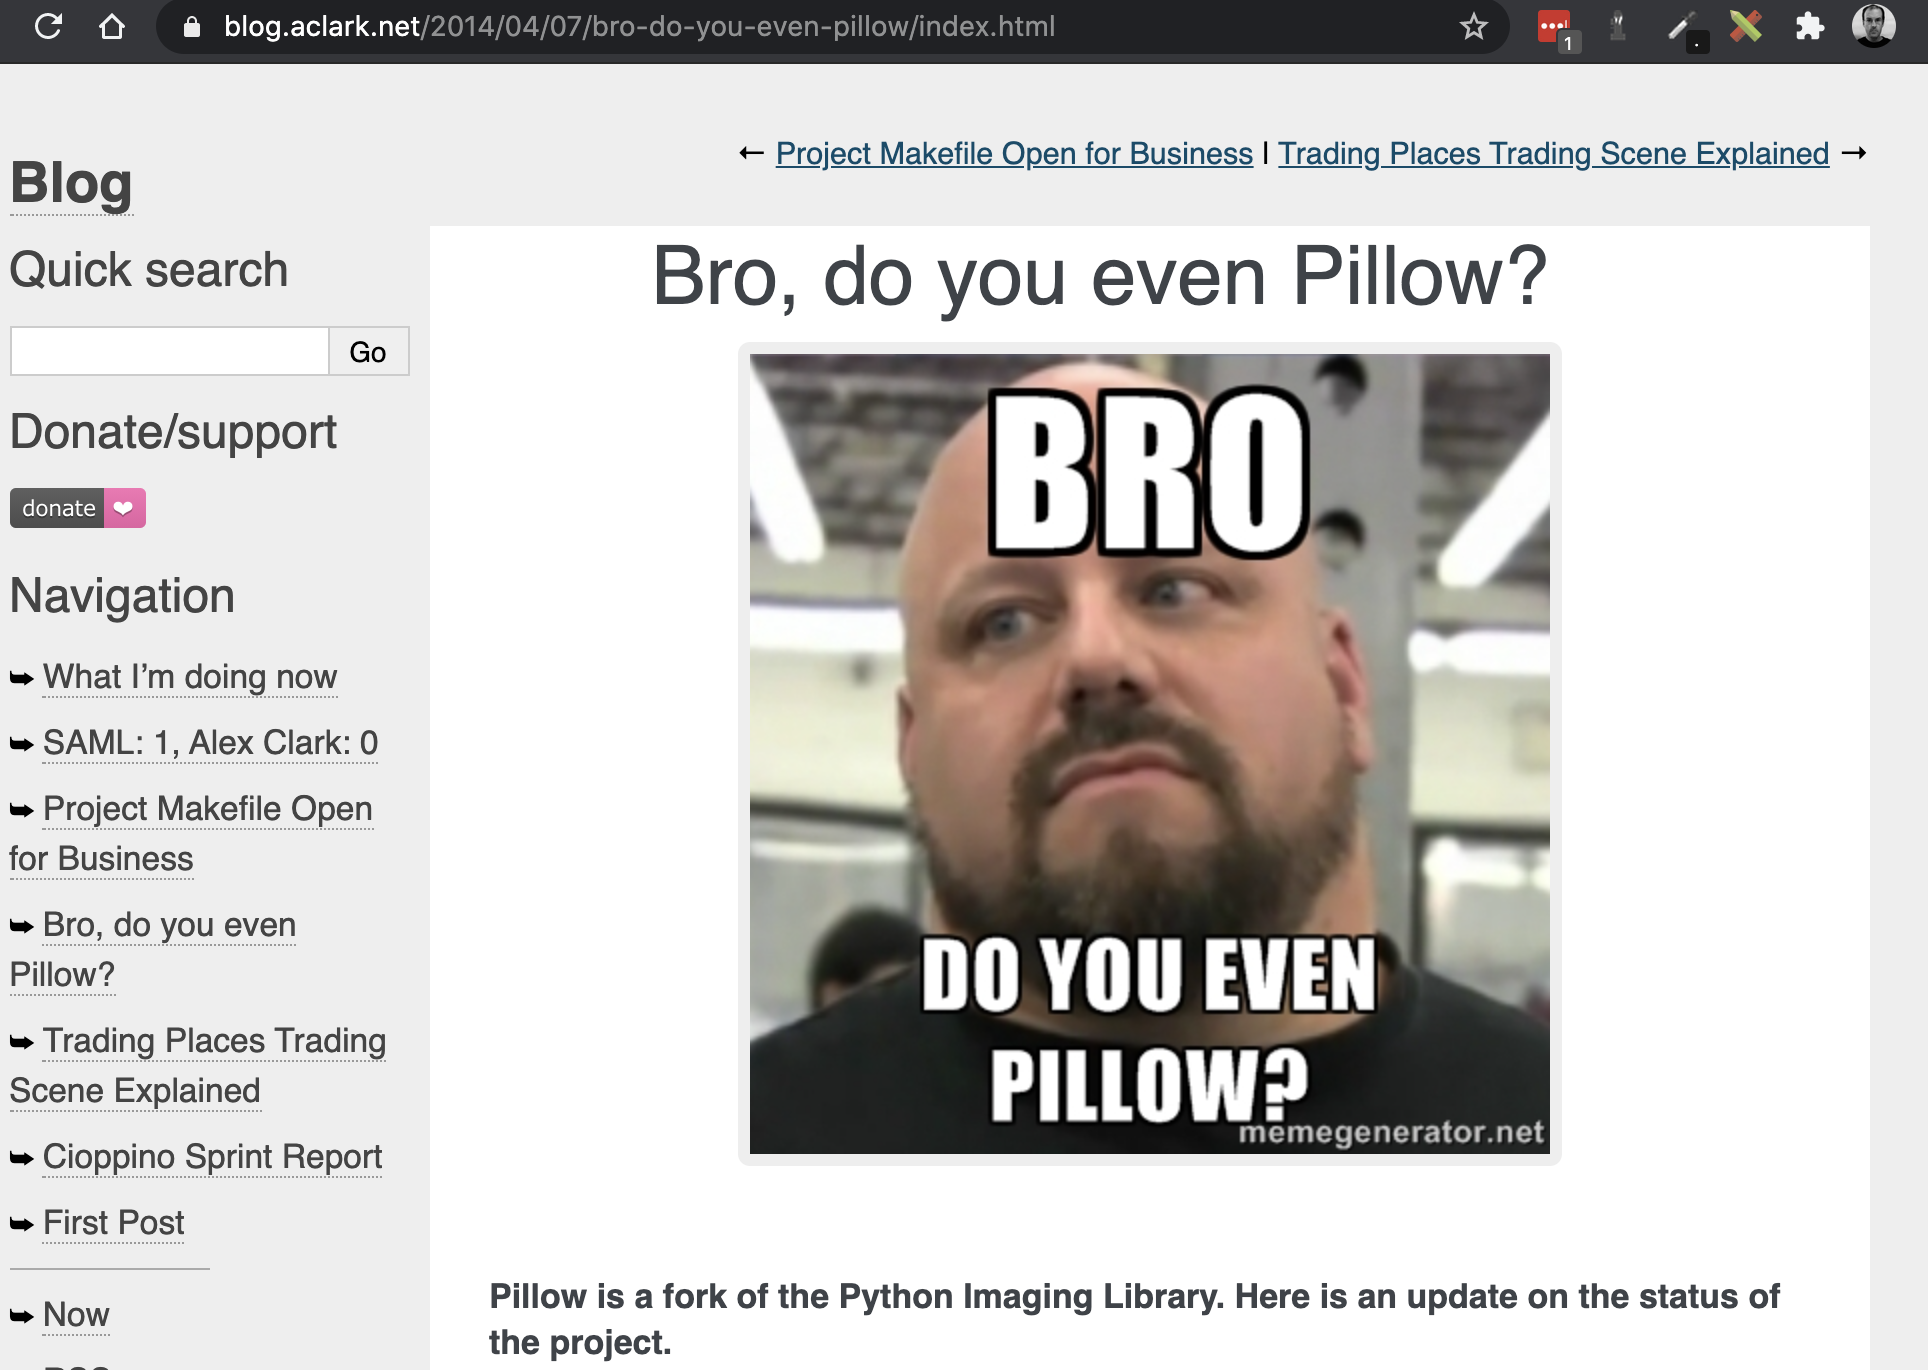 blog.aclark.net/2014/04/07/bro-do-you-even-pillow/index.html
1
← Project Makefile Open for Business | Trading Places Trading Scene Explained →
Blog
Quick search
Go
Donate/support
donate
Navigation
What I’m doing now
SAML: 1, Alex Clark: 0
Project Makefile Open
for Business
Bro, do you even
Pillow?
Trading Places Trading
Scene Explained
Cioppino Sprint Report
First Post
Now
Bro, do you even Pillow?
BRO
DO YOU EVEN
PILLOW?
memegenerator.net
Pillow is a fork of the Python Imaging Library. Here is an update on the status of
the project.